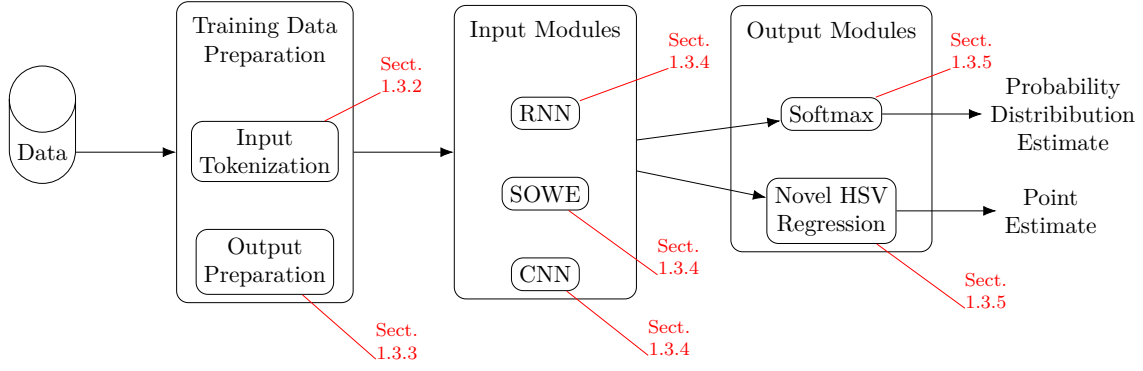 Data
Training Data
Preparation
Sect.
1.3.2
Input
Tokenization
Output
Preparation
Sect.
1.3.3
Input Modules
Sect.
1.3.4
RNN
SOWE
Sect.
1.3.4
CNN
Sect.
1.3.4
Output Modules
Sect.
1.3.5
Softmax
Novel HSV
Regression
Sect.
1.3.5
Probability
Distribibution
Estimate
Point
Estimate